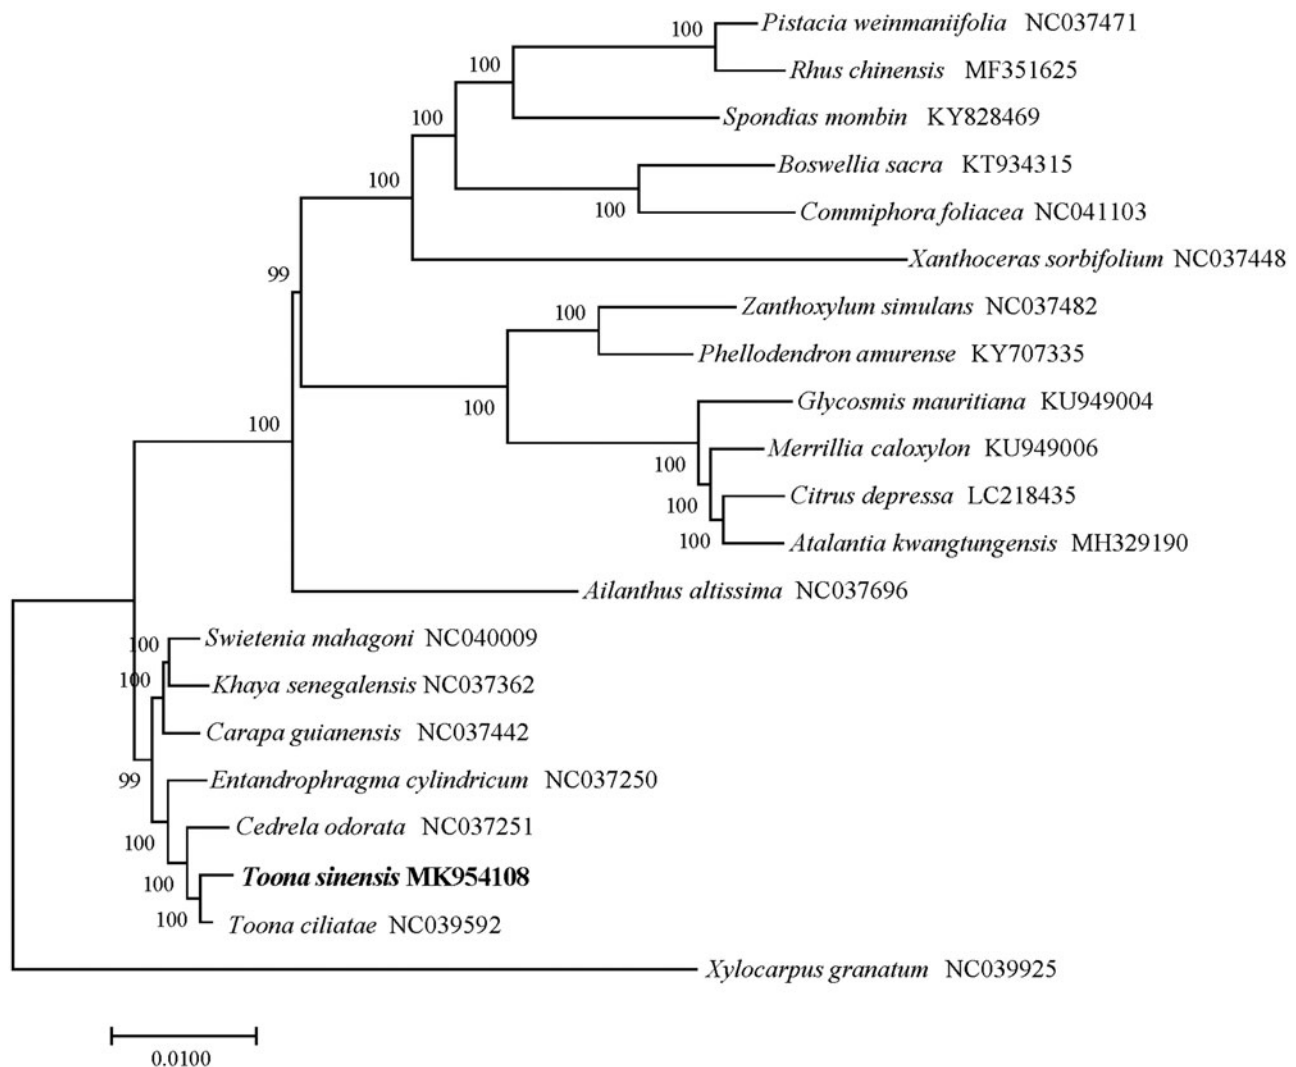 Pistacia weinmaniifolia NC037471
100
Rhus chinensis MF351625
100
Spondias mombin KY828469
100
Boswellia sacra KT934315
100
Commiphora foliacea NC041103
100
Xanthoceras sorbifolium NC037448
99
Zanthoxylum simulans NC037482
100
Phellodendron amurense KY707335
100
Glycosmis mauritiana KU949004
100
Merrillia caloxylon KU949006
100
Citrus depressa LC218435
100
100
Atalantia kwangtungensis MH329190
Ailanthus altissima NC037696
Swietenia mahagoni NC040009
100
Khaya senegalensis NC037362
100
Carapa guianensis NC037442
Entandrophragma cylindricum NC037250
99
Cedrela odorata NC037251
100
Toona sinensis MK954108
100
Toona ciliatae NC039592
100
Xylocarpus granatum NC039925
0.0100